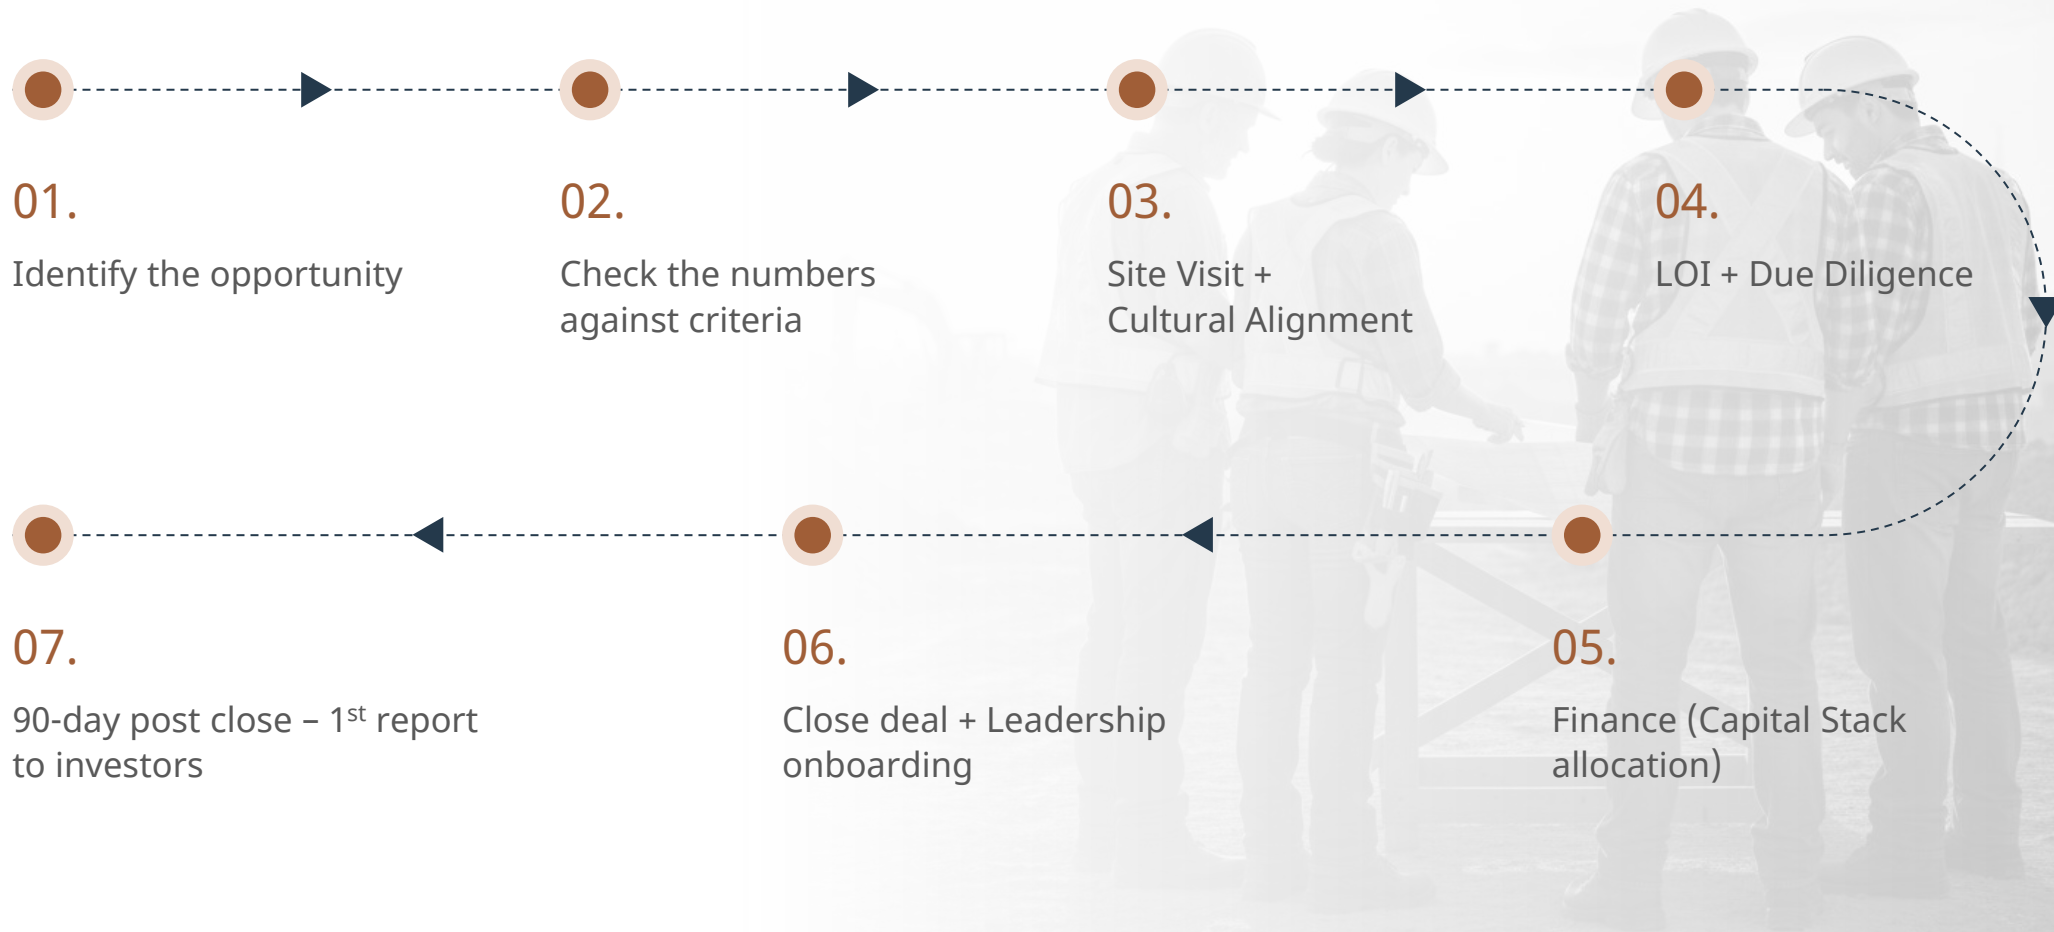 01.
Identify the opportunity
02.
Check the numbers
against criteria
03.
Site Visit +
Cultural Alignment
04.
LOI + Due Diligence
05.
Finance (Capital Stack
allocation)
06.
Close deal + Leadership
onboarding
07.
90-day post close – 1st report
to investors